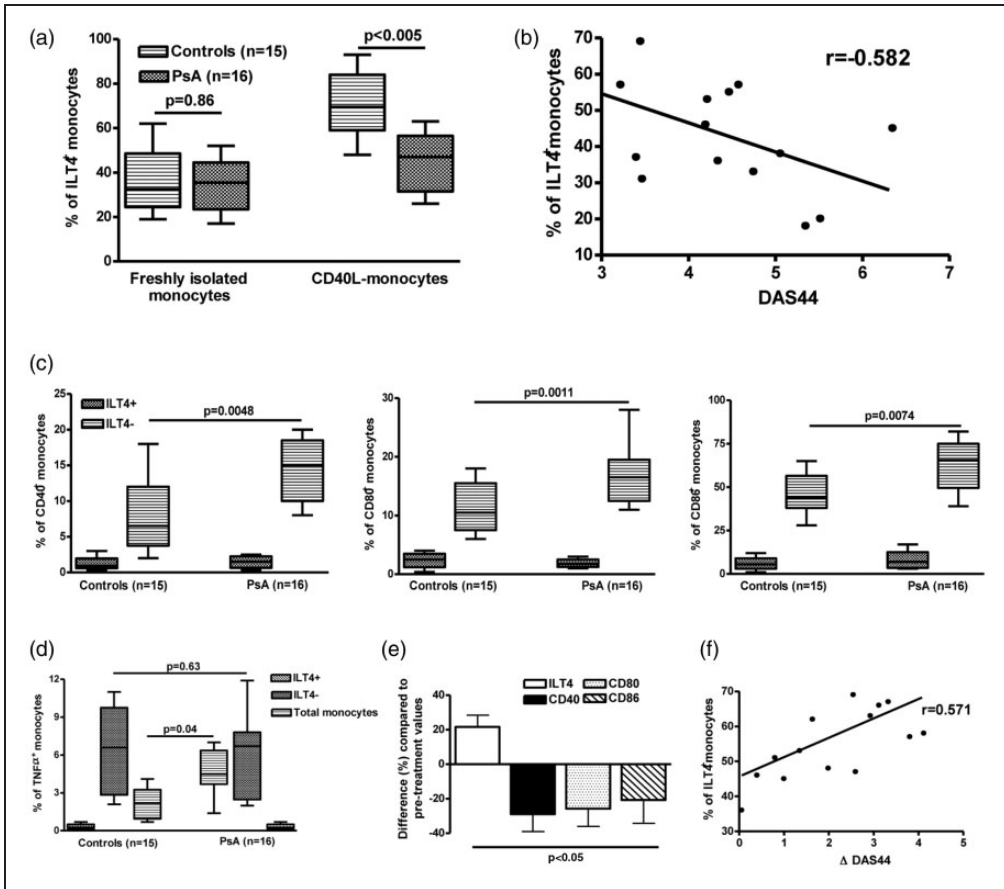 (a)
100
80
60
40
20
0
% of ILT4+ monocytes
Controls (n=15)
PsA (n=16)
p=0.86
p<0.005
Freshly isolated
monocytes
CD40L-monocytes
(b)
70
60
50
40
30
20
10
% of ILT4+ monocytes
r=-0.582
3 4 5 6 7
DAS44
(c)
25
20
15
10
5
0
% of CD40+ monocytes
ILT4+
ILT4-
p=0.0048
Controls (n=15) PsA (n=16)
30
20
10
0
% of CD80+ monocytes
p=0.0011
Controls (n=15) PsA (n=16)
100
75
50
25
0
% of CD86+ monocytes
p=0.0074
Controls (n=15) PsA (n=16)
(d)
12
9
6
3
0
% of TNFα+ monocytes
p=0.63
p=0.04
ILT4+
ILT4-
Total monocytes
Controls (n=15) PsA (n=16)
(e)
40
20
0
-20
-40
Difference (%) compared to
pre-treatment values
ILT4 CD80
CD40 CD86
p<0.05
(f)
70
60
50
40
30
% of ILT4+ monocytes
r=0.571
0 1 2 3 4 5
Δ DAS44